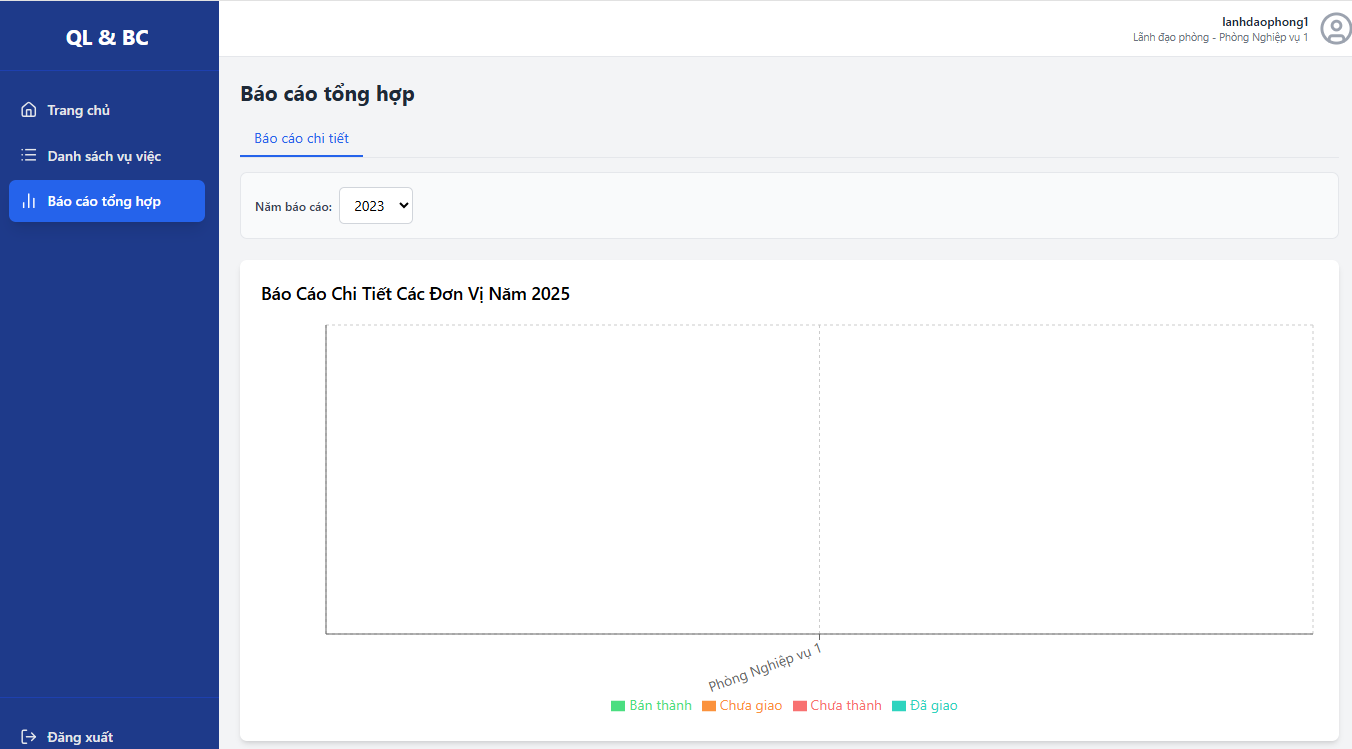 QL & BC
lanhdaophong1
Lãnh đạo phòng - Phòng Nghiệp vụ 1
Trang chủ
Danh sách vụ việc
Báo cáo tổng hợp
Đăng xuất
Báo cáo tổng hợp
Báo cáo chi tiết
Năm báo cáo: 2023
Báo Cáo Chi Tiết Các Đơn Vị Năm 2025
Phòng Nghiệp vụ 1
Bán thành Chưa giao Chưa thành Đã giao